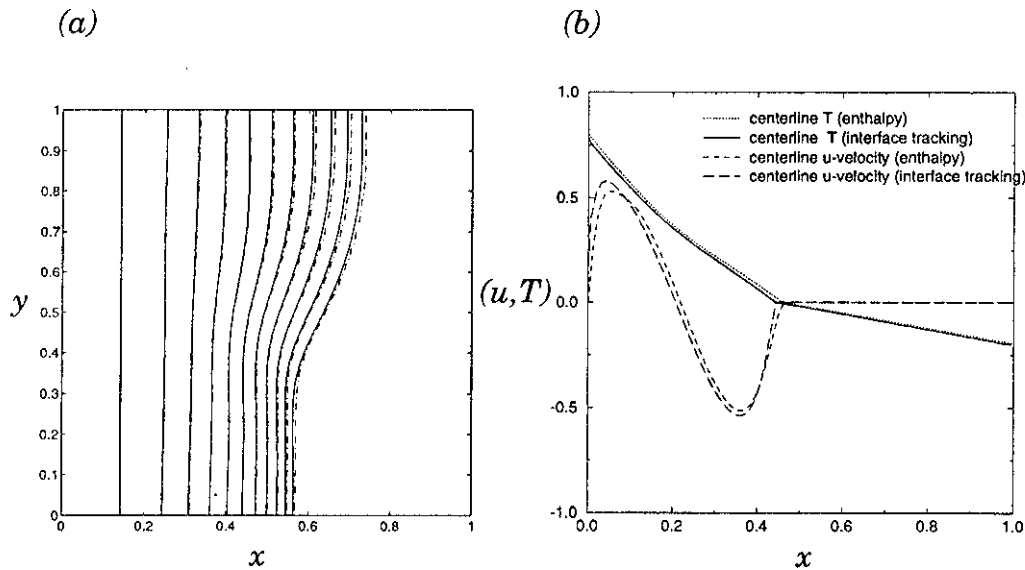 (a)
(b)
1
0.9
0.8
0.7
0.6
0.5
0.4
0.3
0.2
0.1
0
y
0
0.2
0.4
0.6
0.8
1
x
1.0
0.5
0.0
-0.5
-1.0
(u,T)
centerline T (enthalpy)
centerline T (interface tracking)
centerline u-velocity (enthalpy)
centerline u-velocity (interface tracking)
0.0
0.2
0.4
0.6
0.8
1.0
x